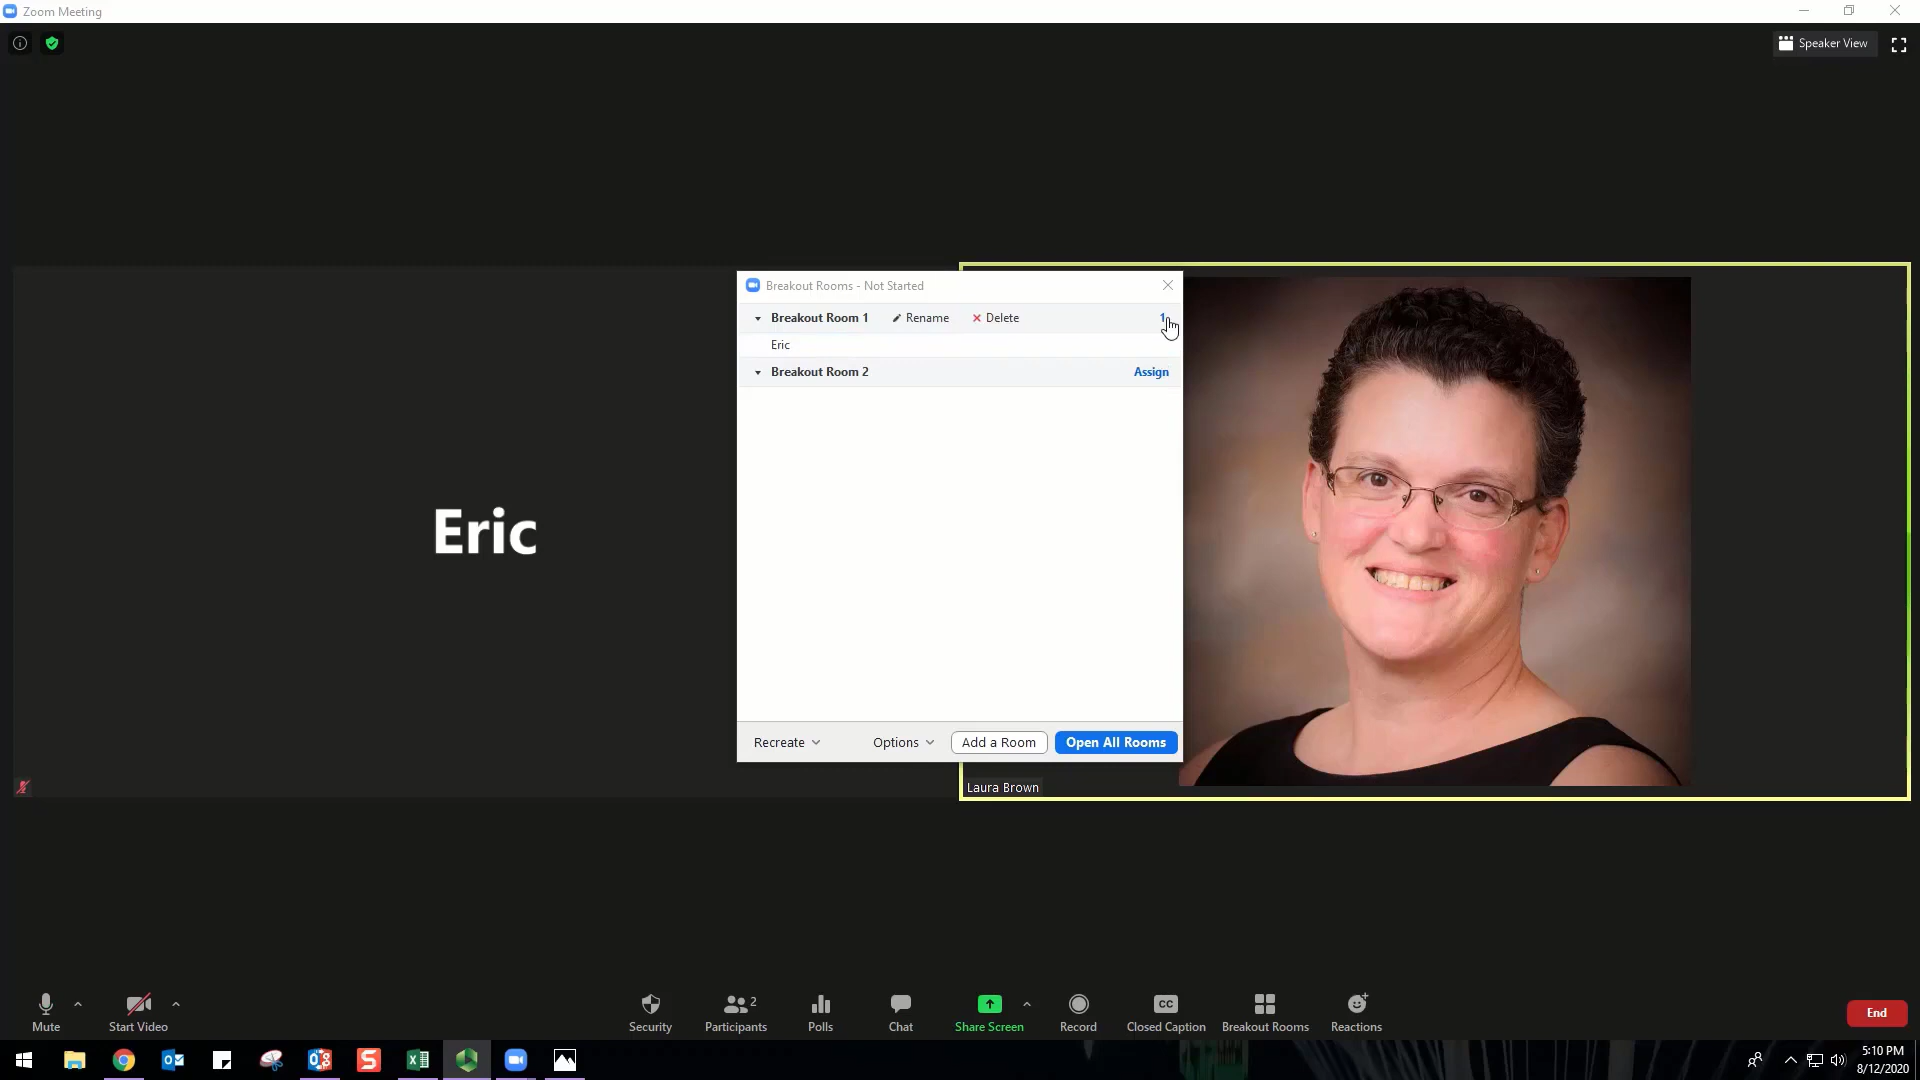 Zoom Meeting
Speaker View
Breakout Rooms - Not Started
Breakout Room 1 Rename Delete 1
Eric
Breakout Room 2 Assign
Eric
Recreate Options Add a Room Open All Rooms
Laura Brown
Mute Start Video Security Participants 2 Polls Chat Share Screen Record CC Closed Caption Breakout Rooms Reactions End
5:10 PM
8/12/2020